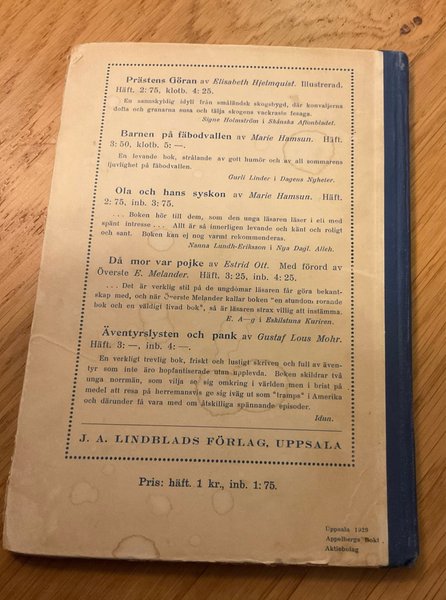 Prästens Göran av Elisabeth Hjelmquist. Illustrerad.
Häft. 2: 75, klotb. 4: 25.
En sannskyldig idyll från småländsk skogsbygd, där konvaljerna
dofta och granarna susa och tälja skogens vackraste fesaga.
Signe Holmström i Skånska Aftonbladet.
Barnen på fäbodvallen av Marie Hamsun. Häft.
3: 50, klotb. 5: —.
En levande bok, strålande av gott humör och av all sommarens
ljuvlighet på fäbodvallen.
Gurli Linder i Dagens Nyheter.
Ola och hans syskon av Marie Hamsun. Häft.
2: 75, inb. 3: 75.
. . . Boken hör till dem, som den unga läsaren läser i ett med
spänt intresse . . . Allt är så innerligen levande och känt och roligt
och sant. Boken kan ej nog varmt rekommenderas.
Nanna Lundh-Eriksson i Nya Dagl. Alleh.
Då mor var pojke av Estrid Ott. Med förord av
Överste E. Melander. Häft. 3: 25, inb. 4: 25.
. . . Det är verklig stil på de ungdomar läsaren får göra bekant-
skap med, och när Överste Melander kallar boken "en stundom rörande
bok och en väldigt livad bok", så är läsaren strax villig att instämma.
E. A—g i Eskilstuna Kuriren.
Äventyrslysten och pank av Gustaf Lous Mohr.
Häft. 3: —, inb. 4: —.
En verkligt trevlig bok, friskt och lustigt skriven och full av även-
tyr som inte äro hopfantiserade utan upplevda. Boken skildrar två
unga norrmän, som vilja se sig omkring i världen men i brist på
medel att resa på herremansvis ge sig iväg ut som "tramps" i Amerika
och därunder få vara med om åtskilliga spännande episoder.
Idun.
J. A. LINDBLADS FÖRLAG, UPPSALA
Pris: häft. 1 kr., inb. 1: 75.
Uppsala 1929
Appelbergs Bokt
Aktiebolag